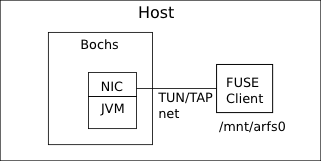 Host
Bochs
NIC
JVM
TUN/TAP
net
FUSE
Client
/mnt/arfs0